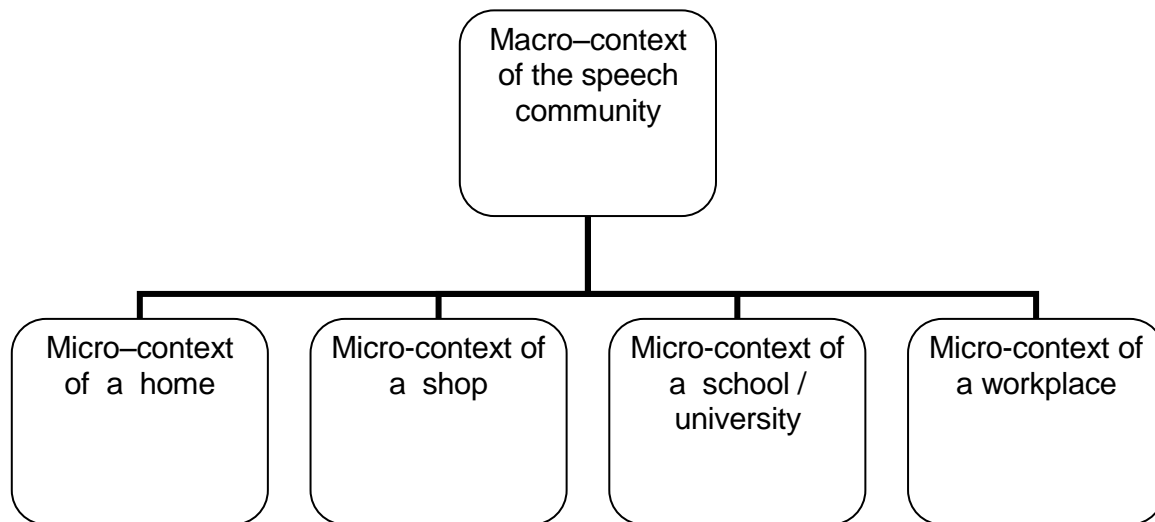 Macro–context
of the speech
community
Micro–context
of a home
Micro-context of
a shop
Micro-context of
a school /
university
Micro-context of
a workplace